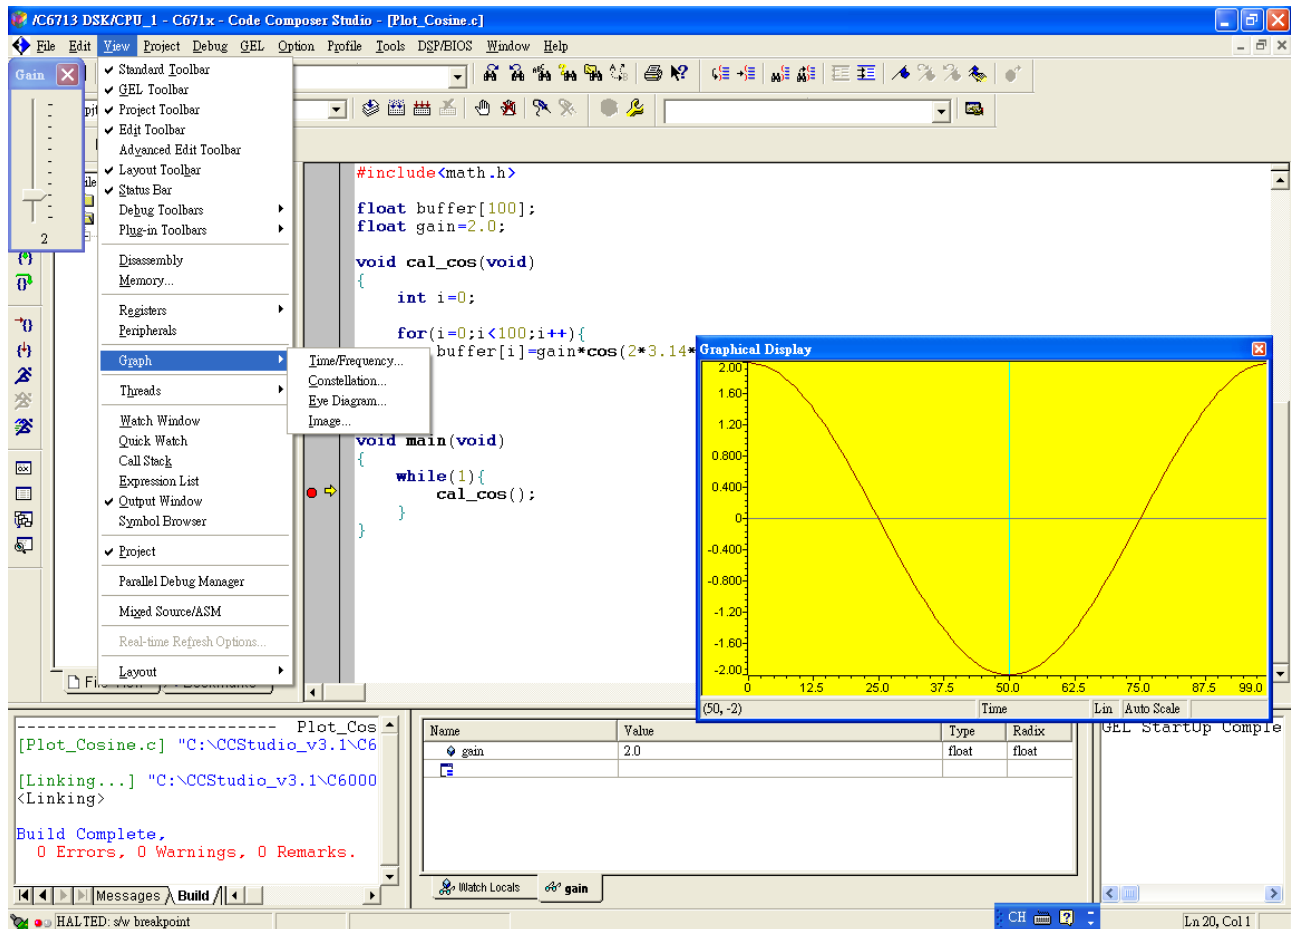 /C6713 DSK/CPU_1 - C671x - Code Composer Studio - [Plot_Cosine.c]
File Edit View Project Debug GEL Option Profile Tools DSP/BIOS Window Help
Gain
2
Standard Toolbar
GEL Toolbar
Project Toolbar
Edit Toolbar
Advanced Edit Toolbar
Layout Toolbar
Status Bar
Debug Toolbars
Plug-in Toolbars
Disassembly
Memory...
Registers
Peripherals
Graph
Threads
Watch Window
Quick Watch
Call Stack
Expression List
Output Window
Symbol Browser
Project
Parallel Debug Manager
Mixed Source/ASM
Real-time Refresh Options...
Layout
Time/Frequency...
Constellation...
Eye Diagram...
Image...
#include<math.h>
float buffer[100];
float gain=2.0;
void cal_cos(void)
{
int i=0;
for(i=0;i<100;i++){
buffer[i]=gain*cos(2*3.14*
void main(void)
{
while(1){
cal_cos();
}
}
Graphical Display
2.00
1.60
1.20
0.800
0.400
0
-0.400
-0.800
-1.20
-1.60
-2.00
0 12.5 25.0 37.5 50.0 62.5 75.0 87.5 99.0
(50, -2) Time Lin Auto Scale
-------------------------- Plot_Cos
[Plot_Cosine.c] "C:\CCStudio_v3.1\C6
[Linking...] "C:\CCStudio_v3.1\C6000
<Linking>
Build Complete,
0 Errors, 0 Warnings, 0 Remarks.
Messages Build
Name Value Type Radix
gain 2.0 float float
Watch Locals gain
GEL StartUp Comple
HALTED: s/w breakpoint
CH
Ln 20, Col 1